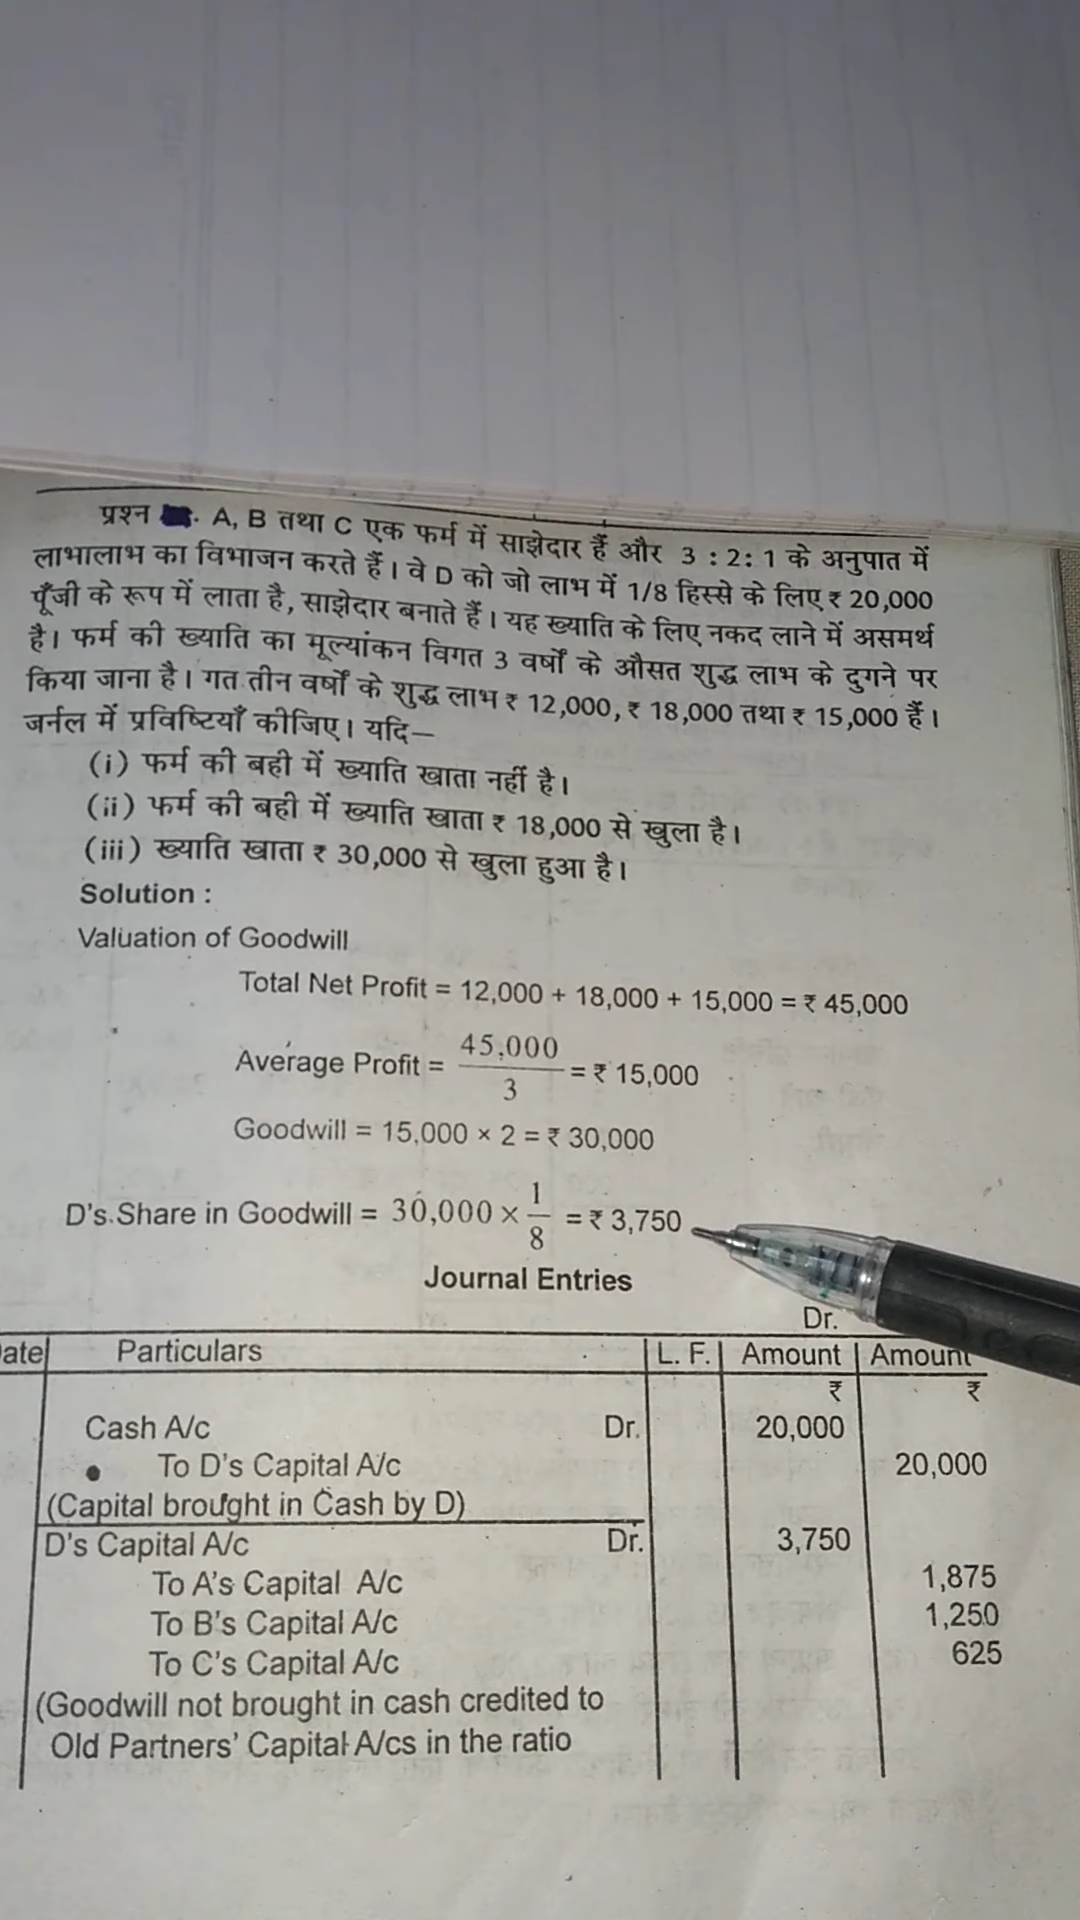 प्रश्न . A, B तथा C एक फर्म में साझेदार हैं और 3 : 2 : 1 के अनुपात में
लाभालाभ का विभाजन करते हैं। वे D को जो लाभ में 1/8 हिस्से के लिए ₹ 20,000
पूँजी के रूप में लाता है, साझेदार बनाते हैं। यह ख्याति के लिए नकद लाने में असमर्थ
है। फर्म की ख्याति का मूल्यांकन विगत 3 वर्षों के औसत शुद्ध लाभ के दुगने पर
किया जाना है। गत तीन वर्षों के शुद्ध लाभ ₹ 12,000, ₹ 18,000 तथा ₹ 15,000 हैं।
जर्नल में प्रविष्टियाँ कीजिए। यदि—
(i) फर्म की बही में ख्याति खाता नहीं है।
(ii) फर्म की बही में ख्याति खाता ₹ 18,000 से खुला है।
(iii) ख्याति खाता ₹ 30,000 से खुला हुआ है।
Solution :
Valuation of Goodwill
Total Net Profit = 12,000 + 18,000 + 15,000 = ₹ 45,000
Average Profit = 45,000 / 3 = ₹ 15,000
Goodwill = 15,000 × 2 = ₹ 30,000
D's Share in Goodwill = 30,000 × 1/8 = ₹ 3,750
Journal Entries
Dr.
ate Particulars L. F. Amount Amount
₹ ₹
Cash A/c Dr. 20,000
To D's Capital A/c 20,000
(Capital brought in Cash by D)
D's Capital A/c Dr. 3,750
To A's Capital A/c 1,875
To B's Capital A/c 1,250
To C's Capital A/c 625
(Goodwill not brought in cash credited to
Old Partners' Capital A/cs in the ratio